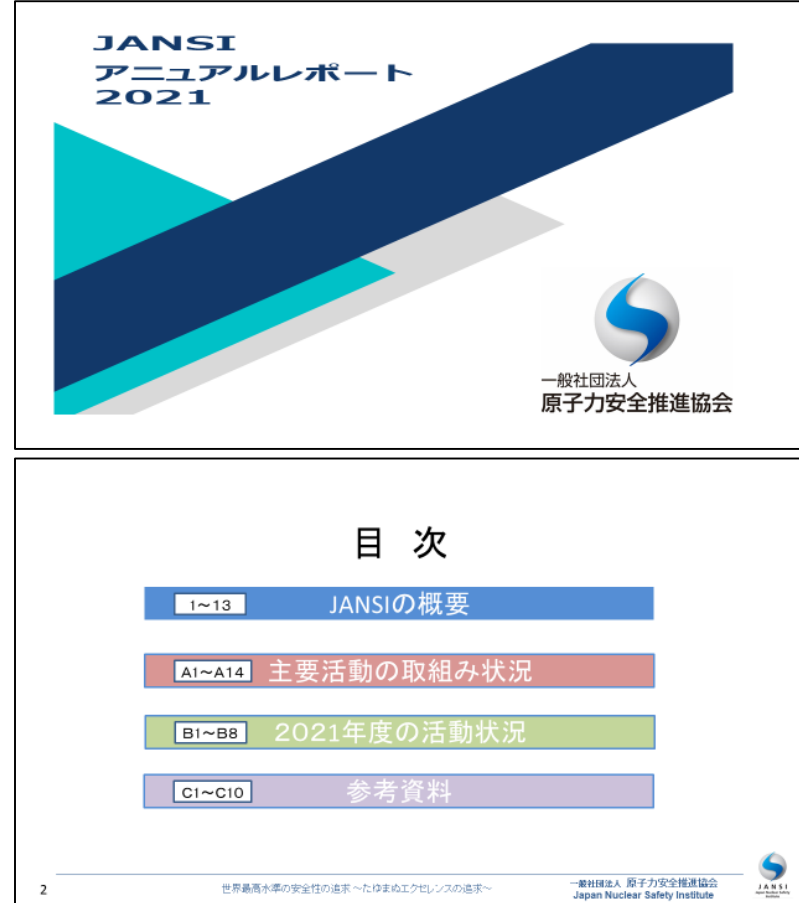 JANSI
アニュアルレポート
2021
一般社団法人
原子力安全推進協会
目 次
1～13 JANSIの概要
A1～A14 主要活動の取組み状況
B1～B8 2021年度の活動状況
C1～C10 参考資料
2
世界最高水準の安全性の追求 ～たゆまぬエクセレンスの追求～
一般社団法人 原子力安全推進協会
Japan Nuclear Safety Institute
JANSI
Japan Nuclear Safety
Institute